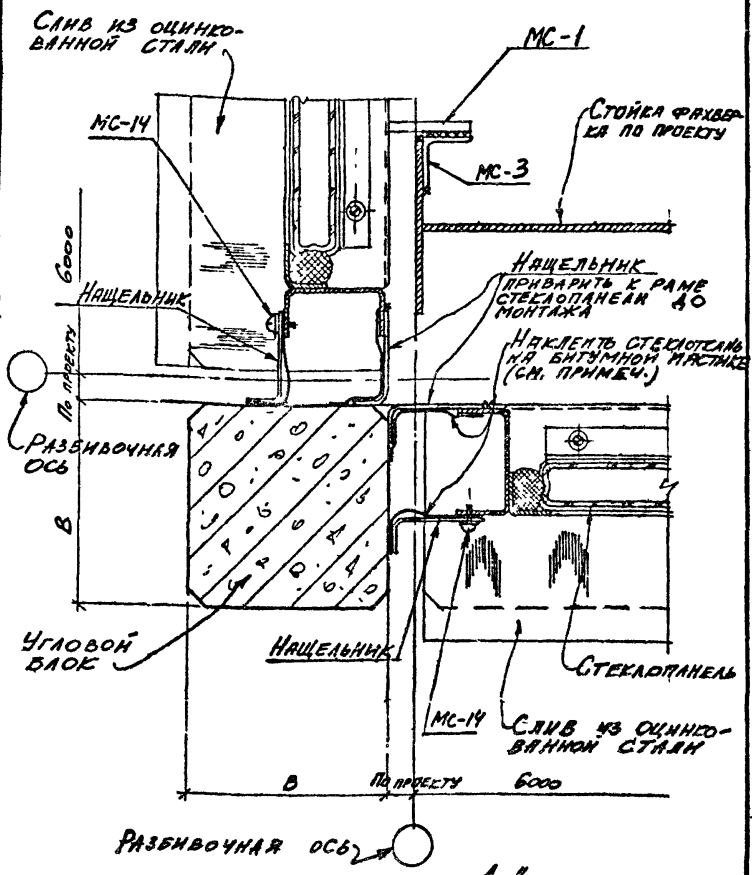 Слив из оцинко-
ванной стали
МС-1
МС-14
Стойка фахвер-
ка по проекту
МС-3
6000
Нащельник
Нащельник
приварить к раме
стеклопанели до
монтажа
Наклеить стеклоткань
на битумной мастике
(см. примеч.)
По проекту
Разбивочная
ось
В
Угловой
блок
Нащельник
Стеклопанель
МС-14
Слив из оцинко-
ванной стали
В
По проекту
6000
Разбивочная ось